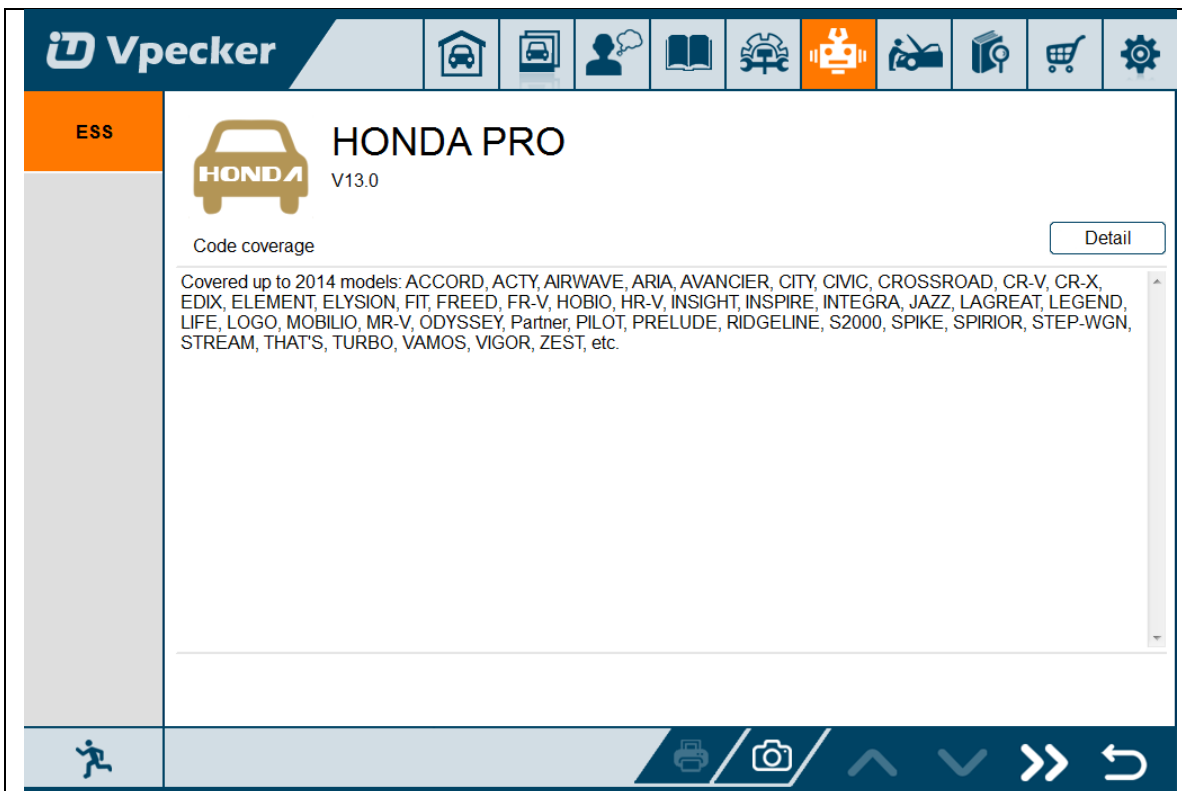 Vpecker
ESS
HONDA
HONDA PRO
V13.0
Code coverage
Detail
Covered up to 2014 models: ACCORD, ACTY, AIRWAVE, ARIA, AVANCIER, CITY, CIVIC, CROSSROAD, CR-V, CR-X,
EDIX, ELEMENT, ELYSION, FIT, FREED, FR-V, HOBIO, HR-V, INSIGHT, INSPIRE, INTEGRA, JAZZ, LAGREAT, LEGEND,
LIFE, LOGO, MOBILIO, MR-V, ODYSSEY, Partner, PILOT, PRELUDE, RIDGELINE, S2000, SPIKE, SPIRIOR, STEP-WGN,
STREAM, THAT'S, TURBO, VAMOS, VIGOR, ZEST, etc.